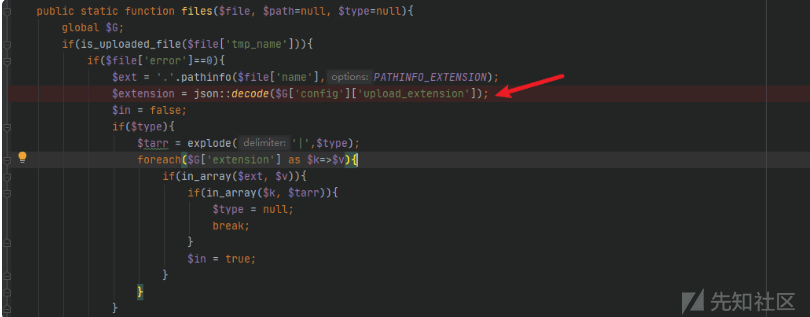 public static function files($file, $path=null, $type=null){
global $G;
if(is_uploaded_file($file['tmp_name'])){
if($file['error']==0){
$ext = '.'.pathinfo($file['name'], options: PATHINFO_EXTENSION);
$extension = json::decode($G['config']['upload_extension']);
$in = false;
if($type){
$tarr = explode( delimiter: '|',$type);
foreach($G['extension'] as $k=>$v){
if(in_array($ext, $v)){
if(in_array($k, $tarr)){
$type = null;
break;
}
$in = true;
}
}
}
先知社区